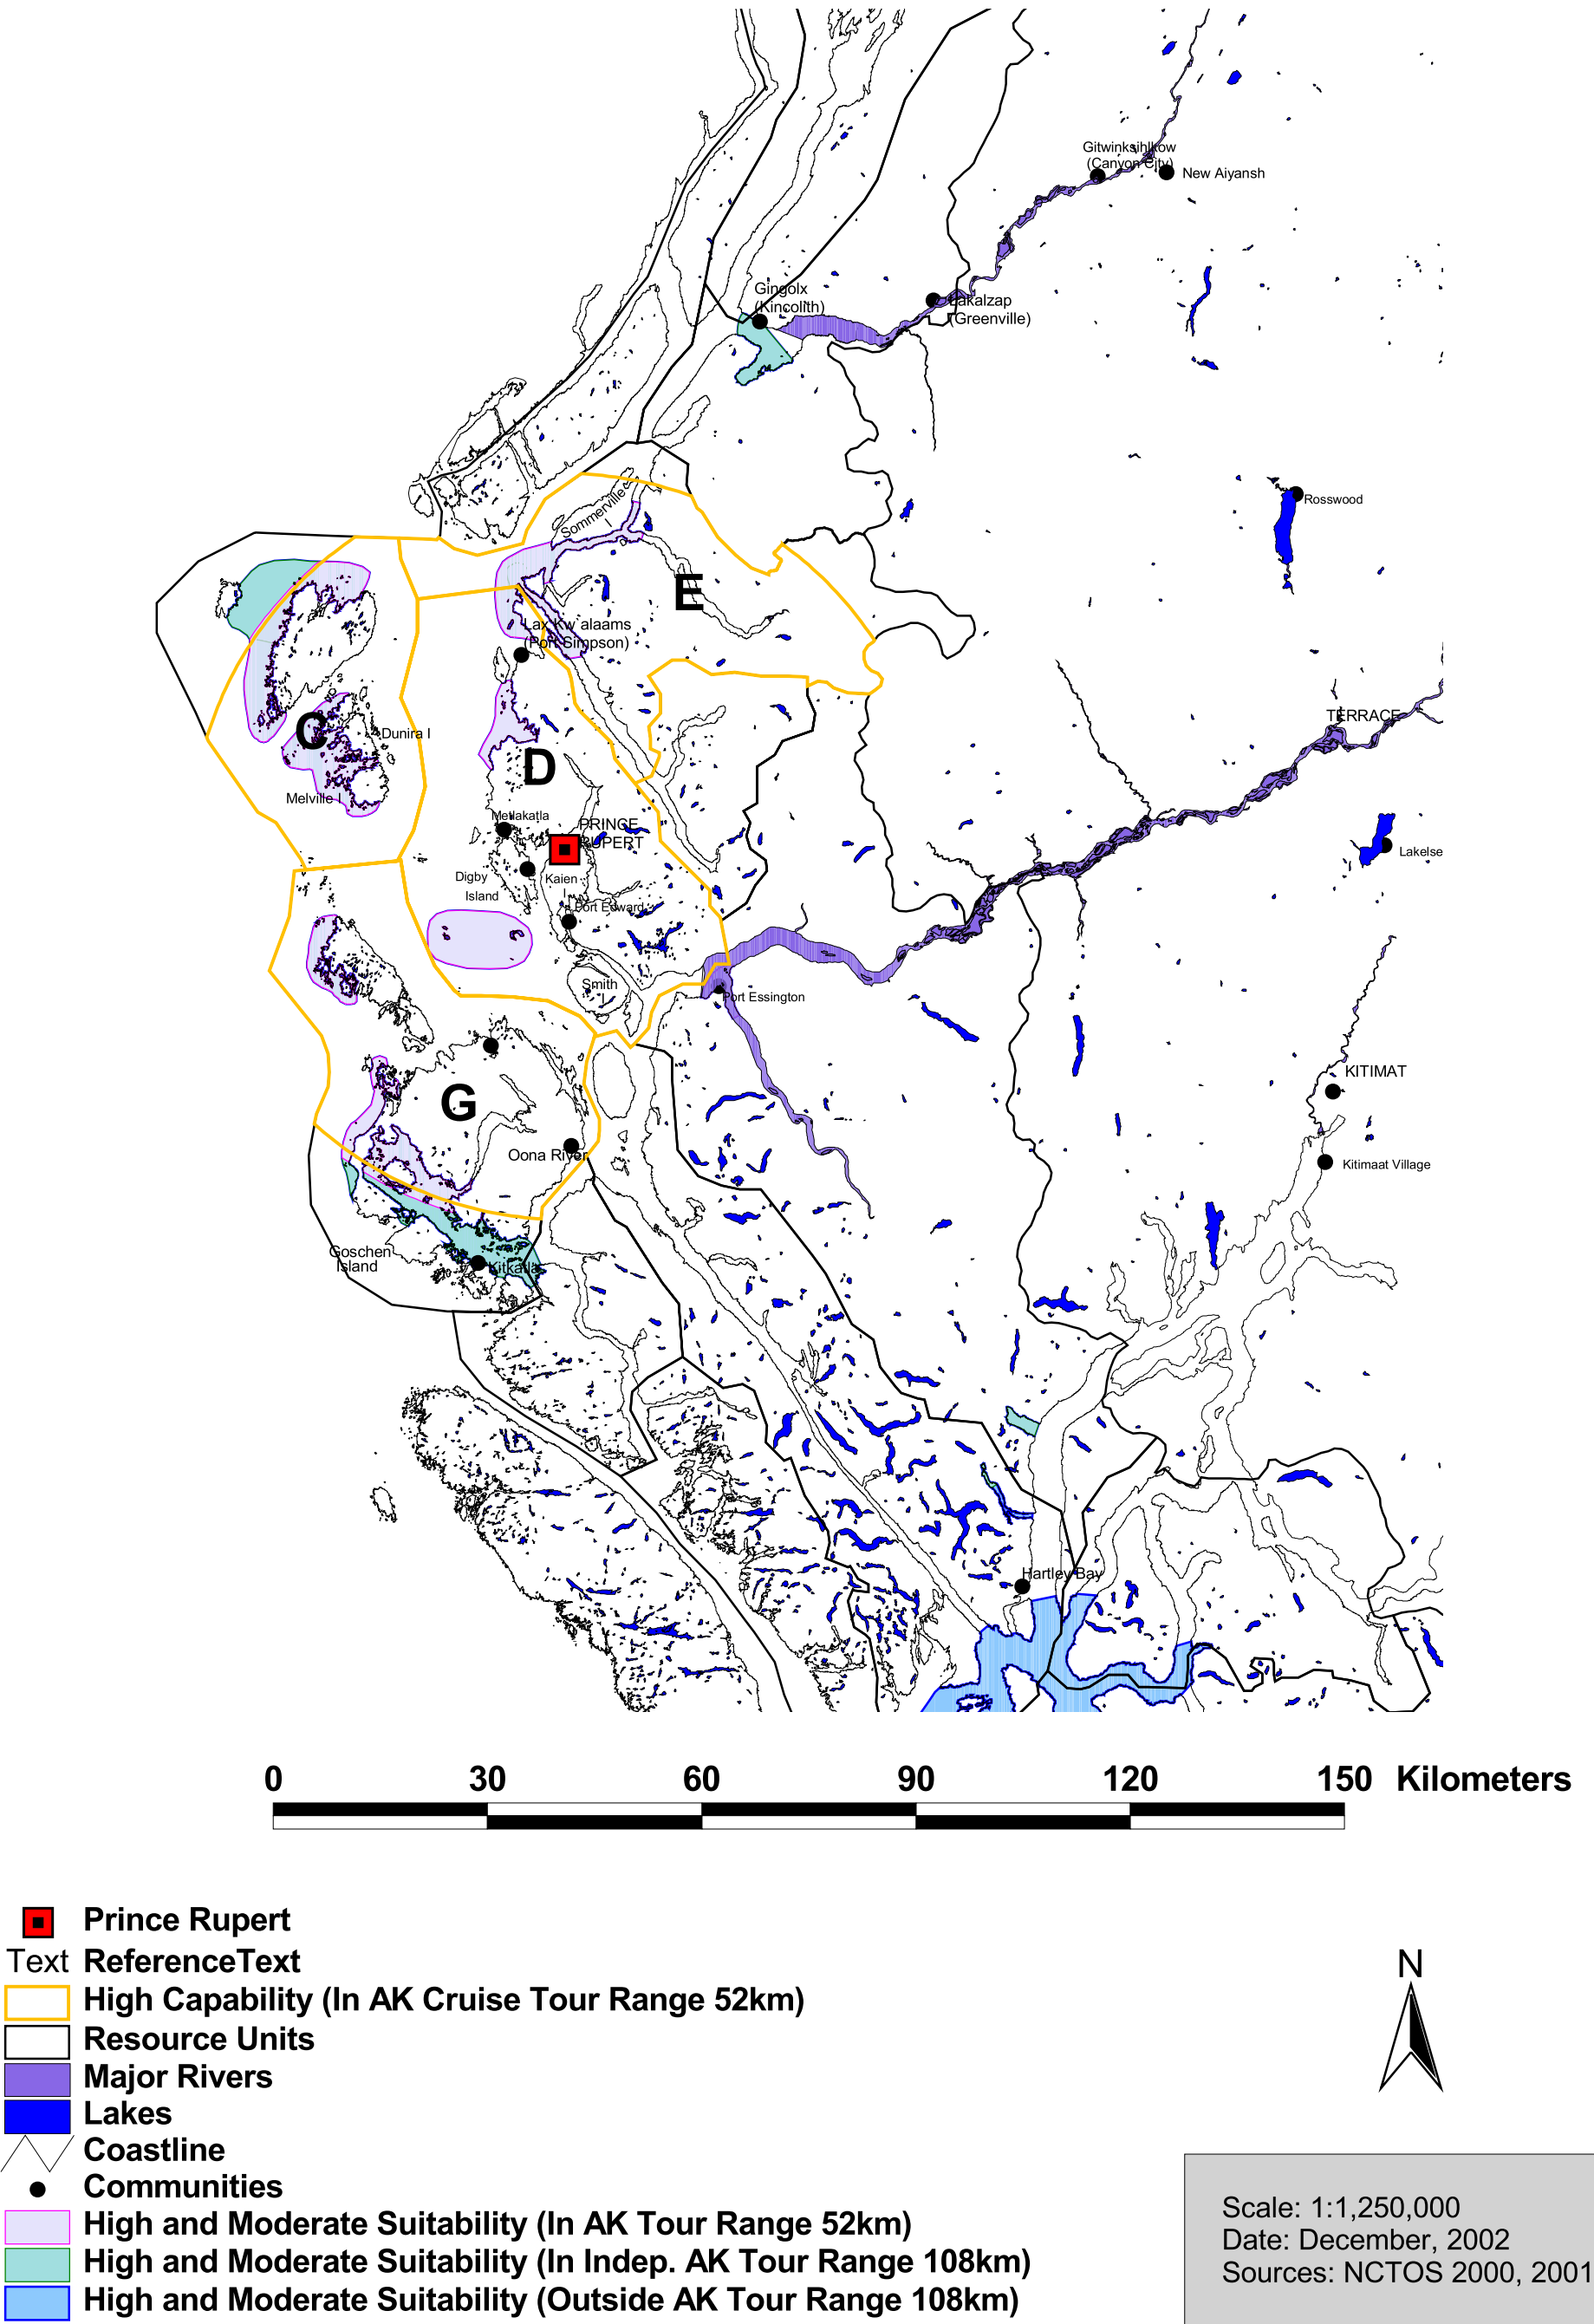 Gitwinksihlkow
(Canyon City)
New Aiyansh
Gingolx
(Kincolith)
Lakalzap
(Greenville)
Rosswood
Sommerville
I
E
Lax Kw`alaams
(Port Simpson)
C
Dunira I
D
Melville I
TERRACE
Metlakatla
PRINCE
RUPERT
Lakelse
Digby
Island
Kaien
I
Port Edward
Smith
I
Port Essington
KITIMAT
G
Oona River
Kitimaat Village
Goschen
Island
Kitkatla
Hartley Bay
0 30 60 90 120 150 Kilometers
Prince Rupert
Text ReferenceText
High Capability (In AK Cruise Tour Range 52km)
Resource Units
Major Rivers
Lakes
Coastline
Communities
High and Moderate Suitability (In AK Tour Range 52km)
High and Moderate Suitability (In Indep. AK Tour Range 108km)
High and Moderate Suitability (Outside AK Tour Range 108km)
N
Scale: 1:1,250,000
Date: December, 2002
Sources: NCTOS 2000, 2001